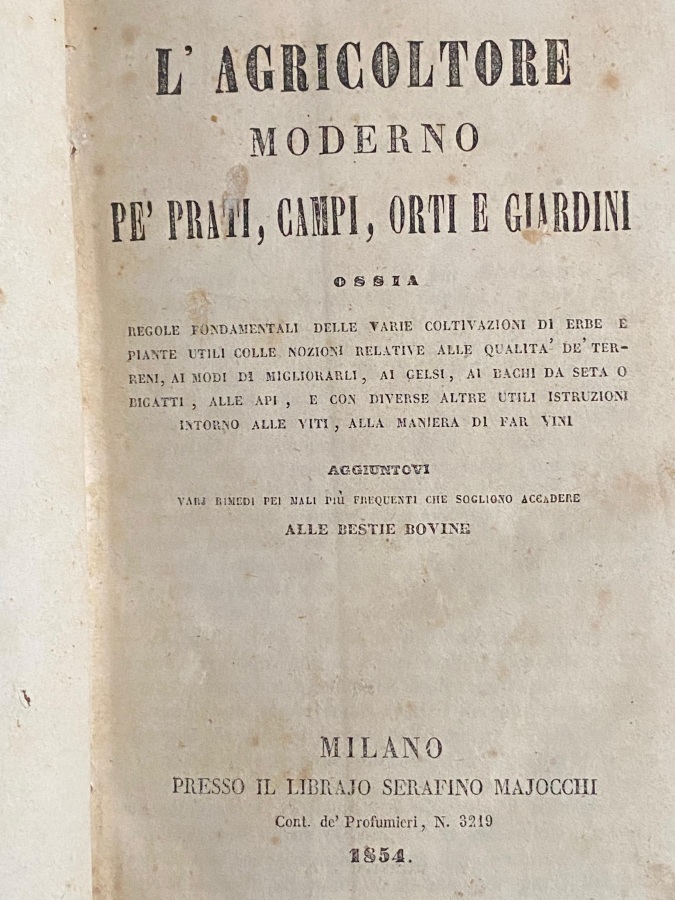 L' AGRICOLTORE
MODERNO
PE' PRATI, CAMPI, ORTI E GIARDINI
OSSIA
REGOLE FONDAMENTALI DELLE VARIE COLTIVAZIONI DI ERBE E
PIANTE UTILI COLLE NOZIONI RELATIVE ALLE QUALITA' DE' TER-
RENI, AI MODI DI MIGLIORARLI, AI GELSI, AI BACHI DA SETA O
BIGATTI, ALLE API, E CON DIVERSE ALTRE UTILI ISTRUZIONI
INTORNO ALLE VITI, ALLA MANIERA DI FAR VINI
AGGIUNTOVI
VARJ RIMEDI PEI MALI PIÙ FREQUENTI CHE SOGLIONO ACCADERE
ALLE BESTIE BOVINE
MILANO
PRESSO IL LIBRAJO SERAFINO MAJOCCHI
Cont. de' Profumieri, N. 3219
1854.